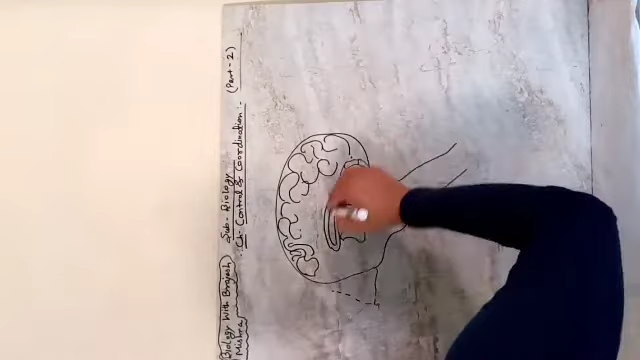 Biology With Brajesh
Mishra
Sub - Biology
Ch - Control & Coordination :-
(Part - 2)